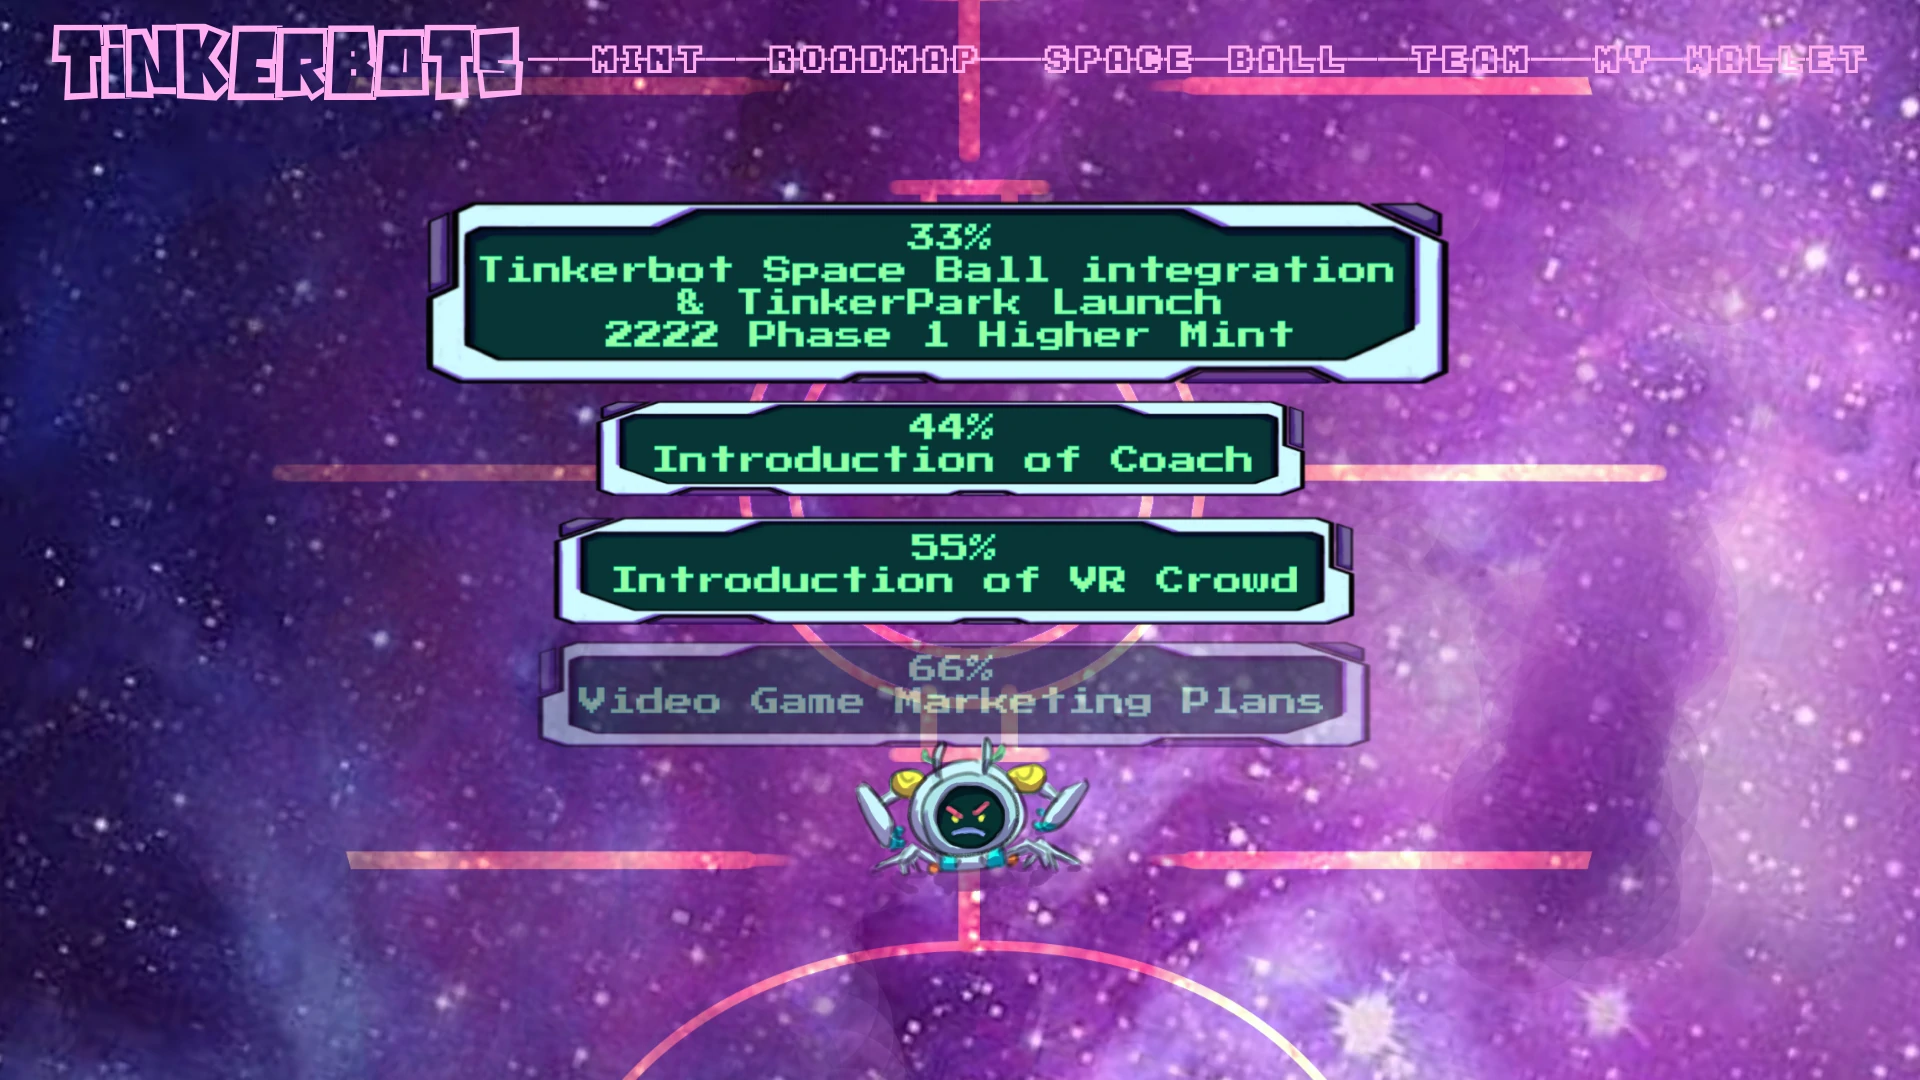 TiNKERBOTS
MINT ROADMAP SPACE BALL TEAM MY WALLET
33%
Tinkerbot Space Ball integration
& TinkerPark Launch
2222 Phase 1 Higher Mint
44%
Introduction of Coach
55%
Introduction of VR Crowd
66%
Video Game Marketing Plans